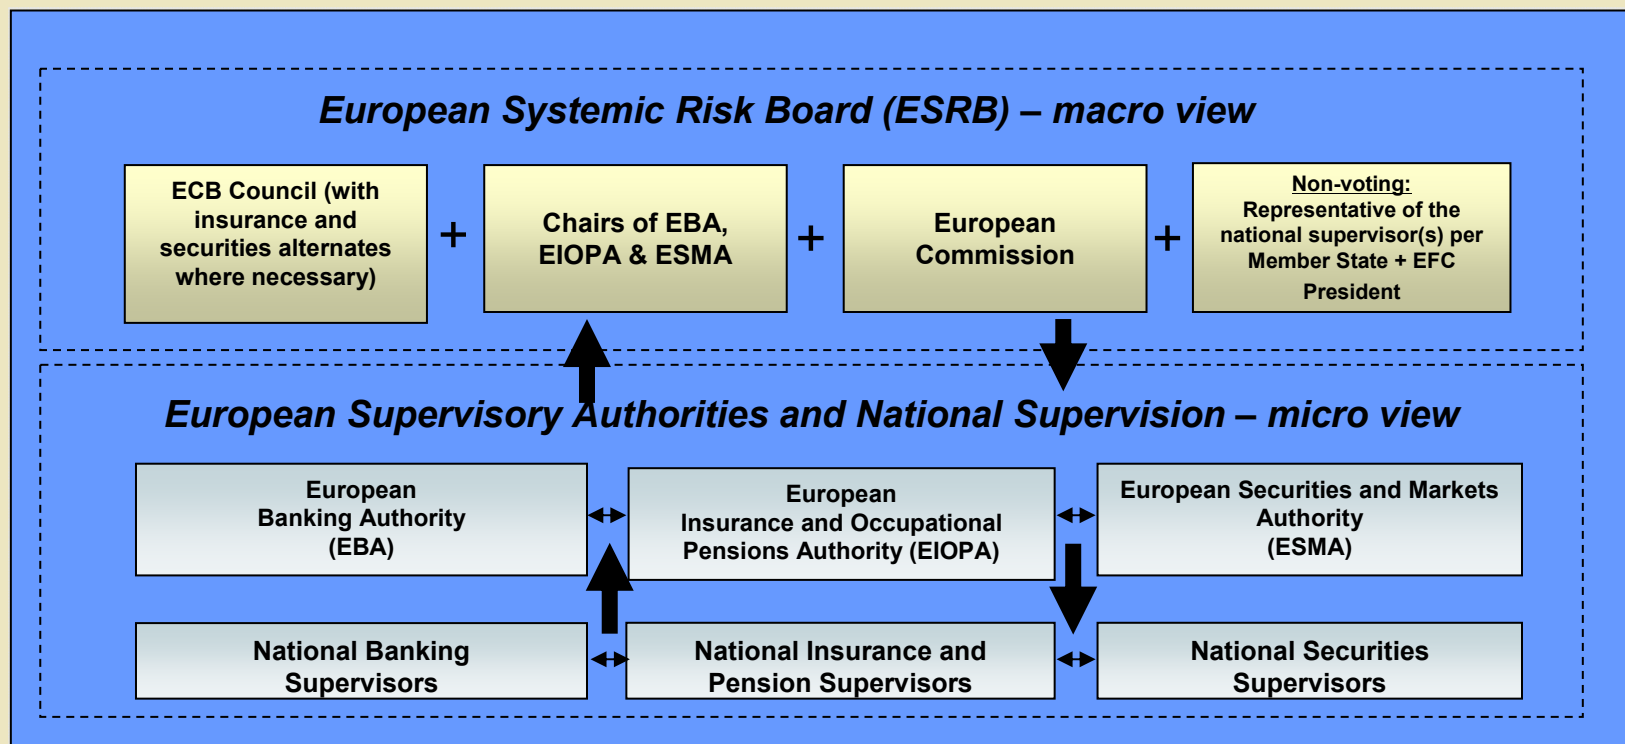 European Systemic Risk Board (ESRB) – macro view
ECB Council (with
insurance and
securities alternates
where necessary)
+
Chairs of EBA,
EIOPA & ESMA
+
European
Commission
+
Non-voting:
Representative of the
national supervisor(s) per
Member State + EFC
President
European Supervisory Authorities and National Supervision – micro view
European
Banking Authority
(EBA)
European
Insurance and Occupational
Pensions Authority (EIOPA)
European Securities and Markets
Authority
(ESMA)
National Banking
Supervisors
National Insurance and
Pension Supervisors
National Securities
Supervisors